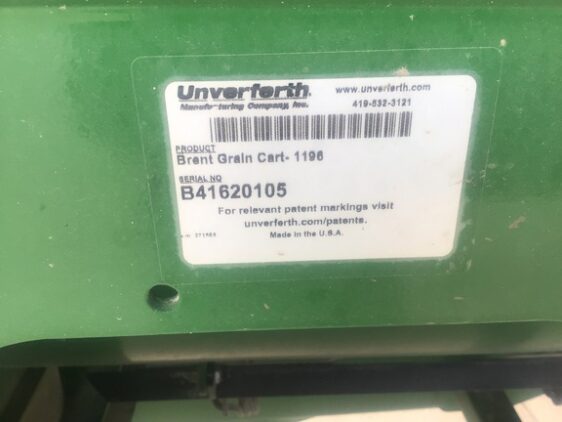 Unverferth
www.unverferth.com
Manufacturing Company, Inc.
419-532-3121
PRODUCT
Brent Grain Cart- 1196
SERIAL NO
B41620105
For relevant patent markings visit
unverferth.com/patents.
Made in the U.S.A.